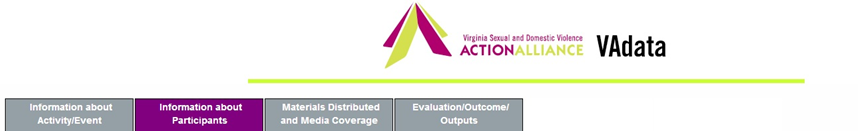 Virginia Sexual and Domestic Violence
ACTIONALLIANCE VAdata
Information about
Activity/Event
Information about
Participants
Materials Distributed
and Media Coverage
Evaluation/Outcome/
Outputs